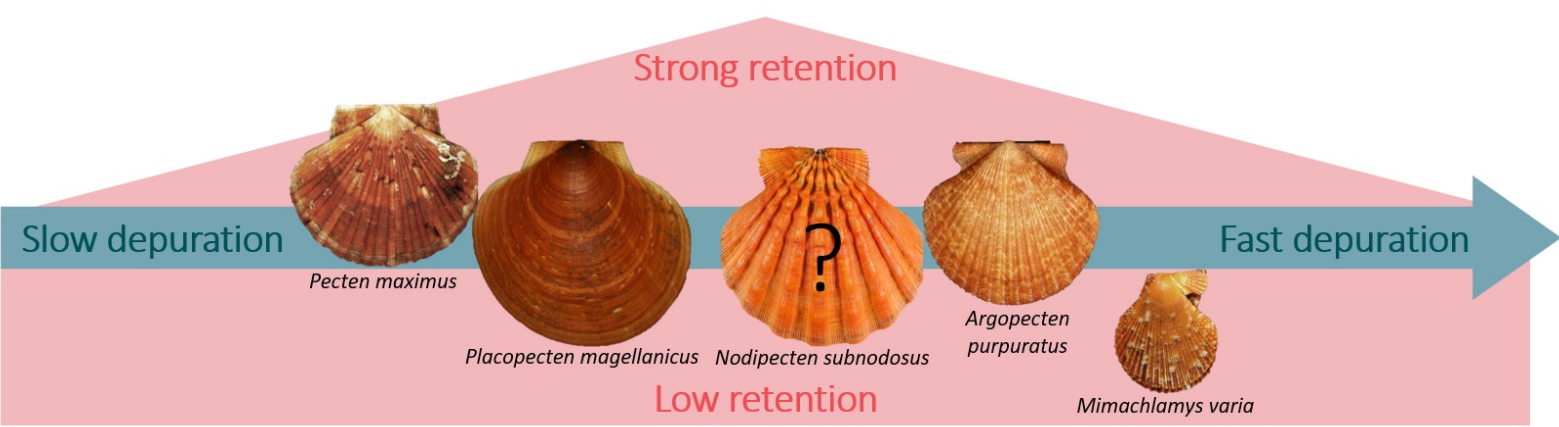 Strong retention
Slow depuration
Fast depuration
?
Pecten maximus
Argopecten
purpuratus
Placopecten magellanicus
Nodipecten subnodosus
Low retention
Mimachlamys varia